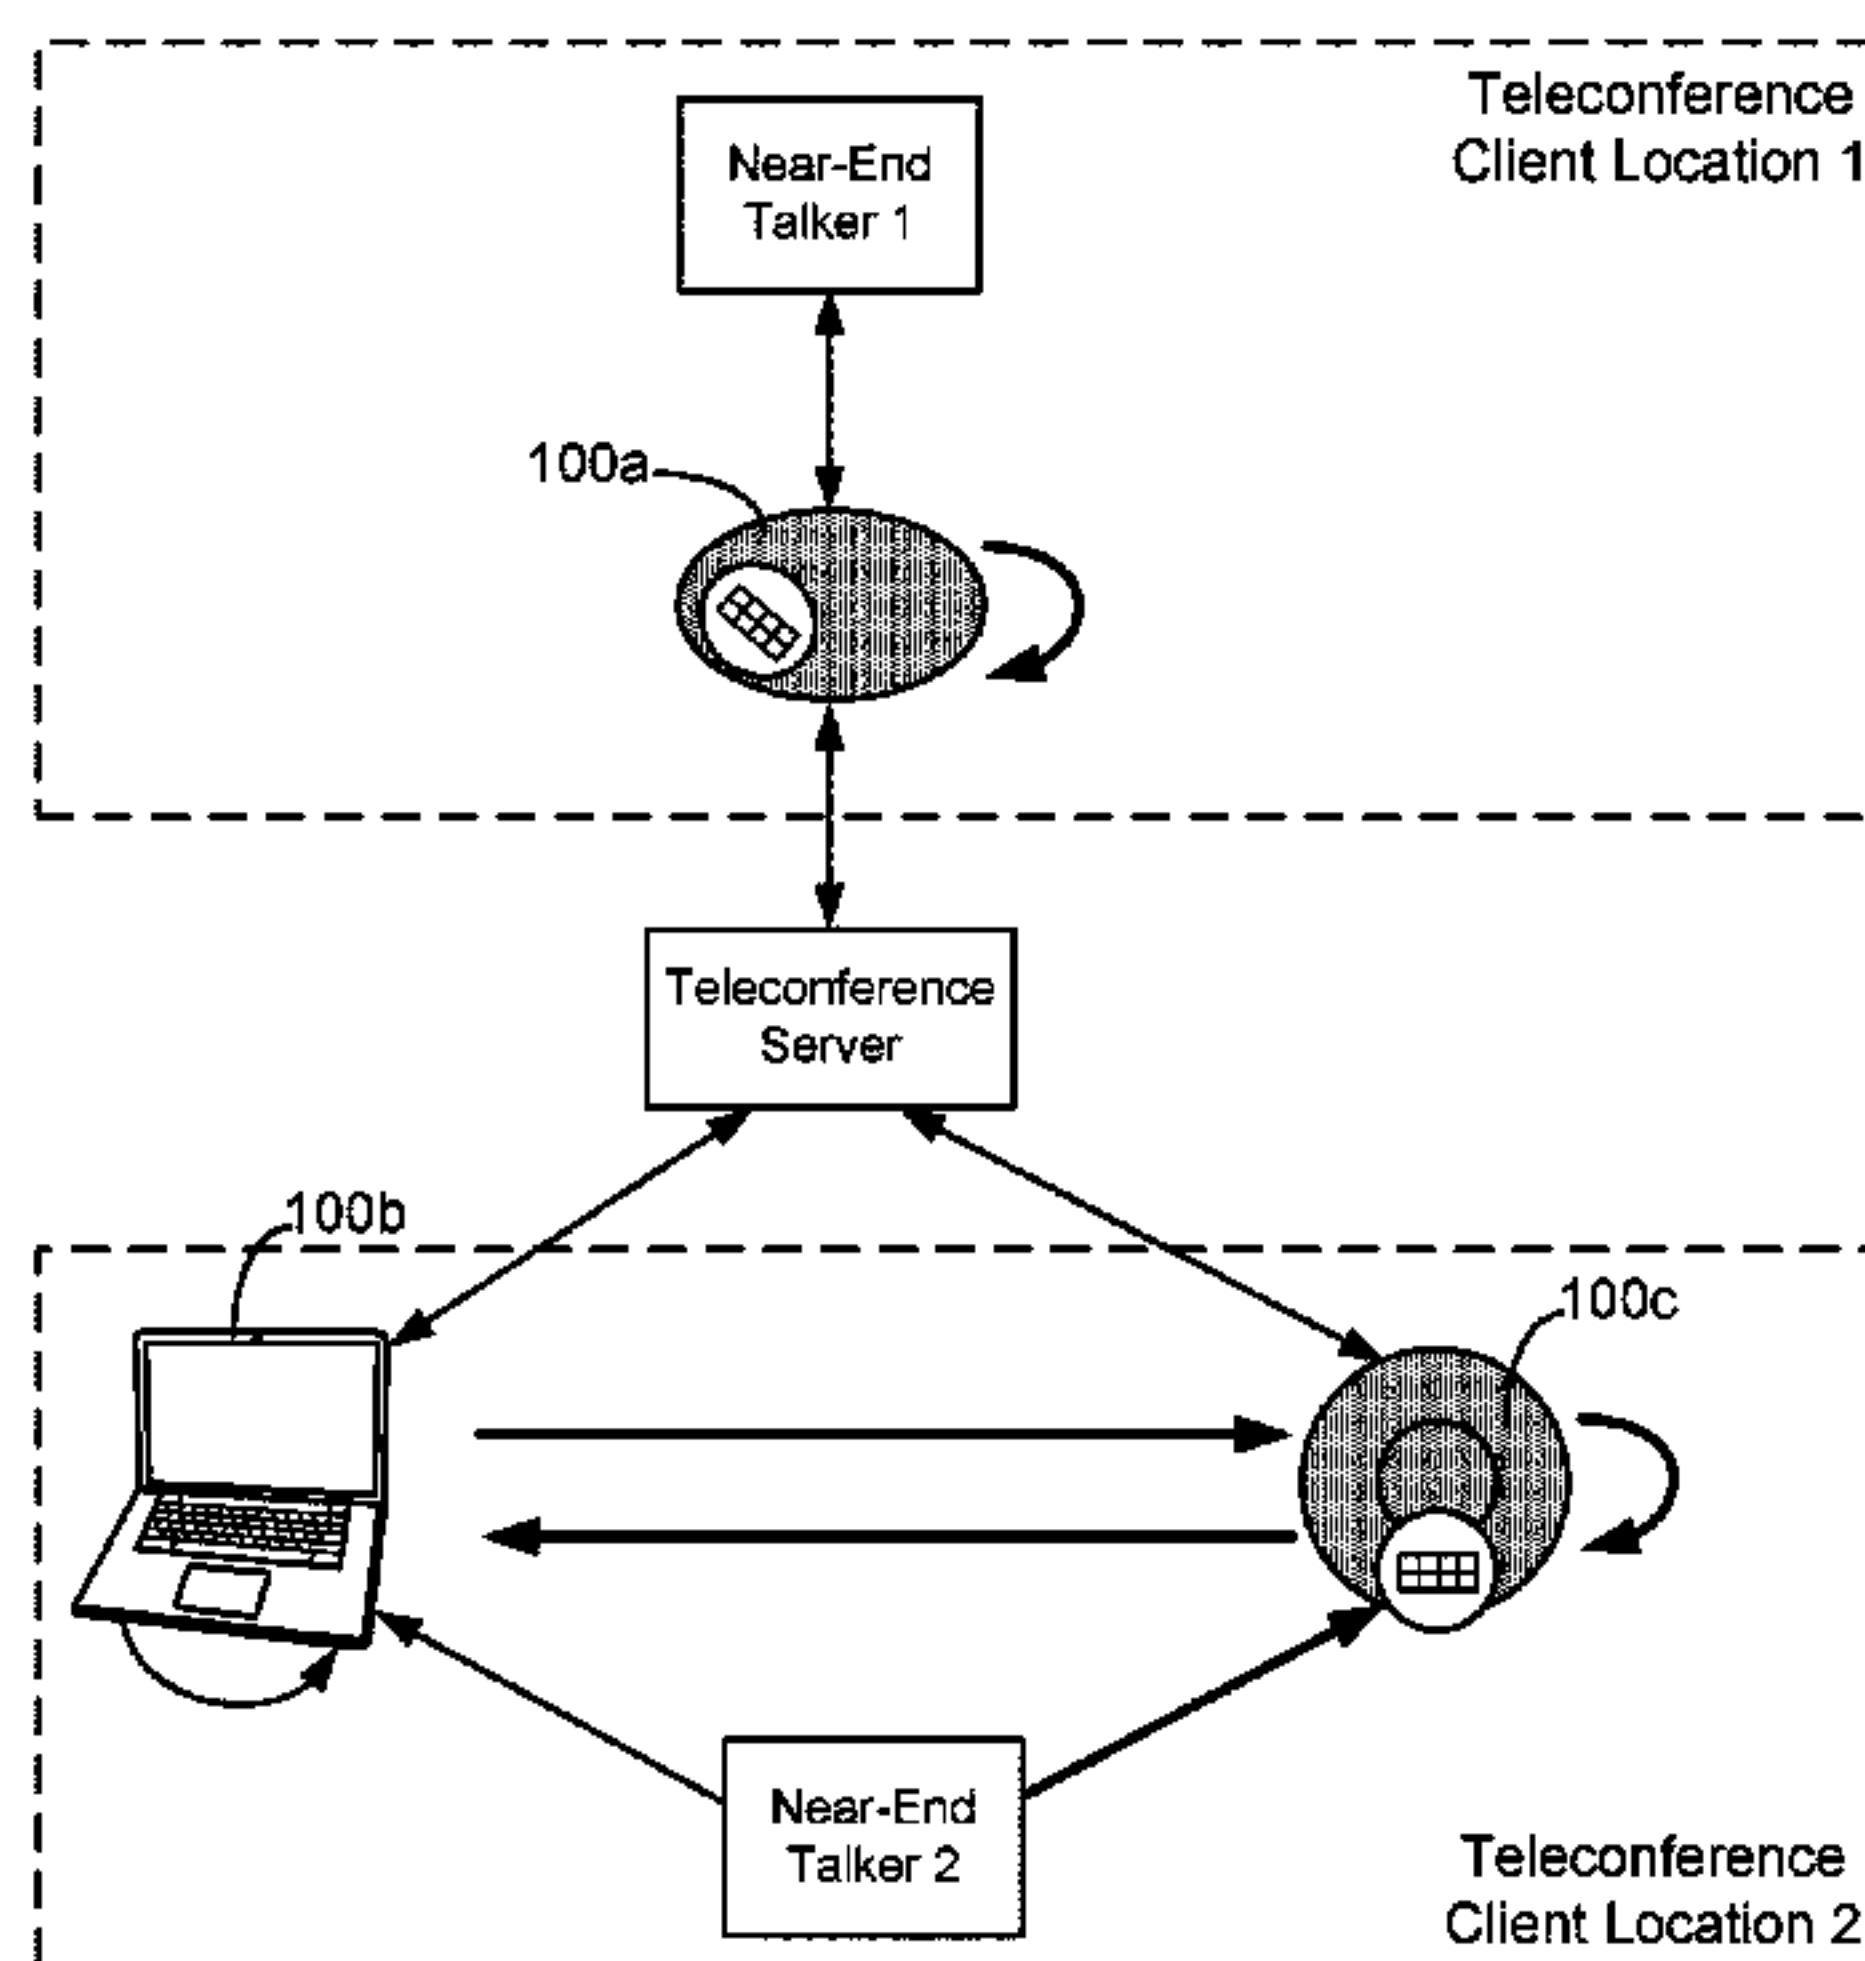 Teleconference
Client Location 1
Near-End
Talker 1
100a
Teleconference
Server
100b
100c
Near-End
Talker 2
Teleconference
Client Location 2